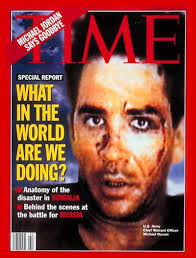 MICHAEL JORDAN
SAYS GOODBYE
TIME
SPECIAL REPORT
WHAT
IN THE
WORLD
ARE WE
DOING?
Anatomy of the
disaster in SOMALIA
Behind the scenes at
the battle for RUSSIA
U.S. Army
Chief Warrant Officer
Michael Durant